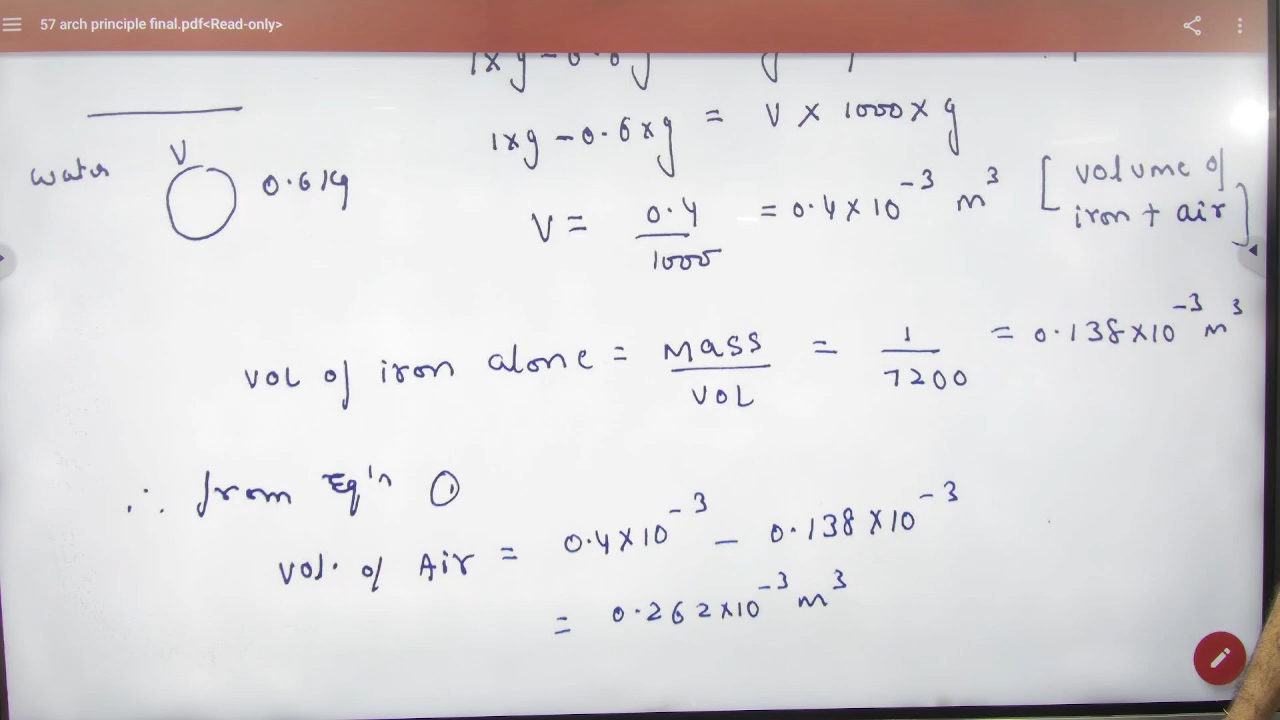 57 arch principle final.pdf<Read-only>
1xg - 0.6xg = V x 1000 x g
water V 0.6kg
V = 0.4/1000 = 0.4 x 10^-3 m^3 [volume of iron + air]
VOL of iron alone = MASS/VOL = 1/7200 = 0.138 x 10^-3 m^3
∴ from Eq'n ①
Vol. of Air = 0.4 x 10^-3 - 0.138 x 10^-3
= 0.262 x 10^-3 m^3